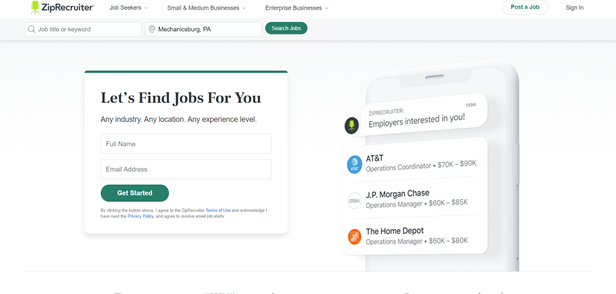 ZipRecruiter
Job Seekers
Small & Medium Businesses
Enterprise Businesses
Post a Job
Sign In
Job title or keyword
Mechanicsburg, PA
Search Jobs
Let's Find Jobs For You
Any industry. Any location. Any experience level.
Full Name
Email Address
Get Started
By clicking the button above, I agree to the ZipRecruiter Terms of Use and acknowledge I
have read the Privacy Policy, and agree to receive email job alerts.
ZIPRECRUITER:
now
Employers interested in you!
AT&T
Operations Coordinator • $70K – $90K
J.P. Morgan Chase
Operations Manager • $60K – $85K
The Home Depot
Operations Manager • $60K – $80K